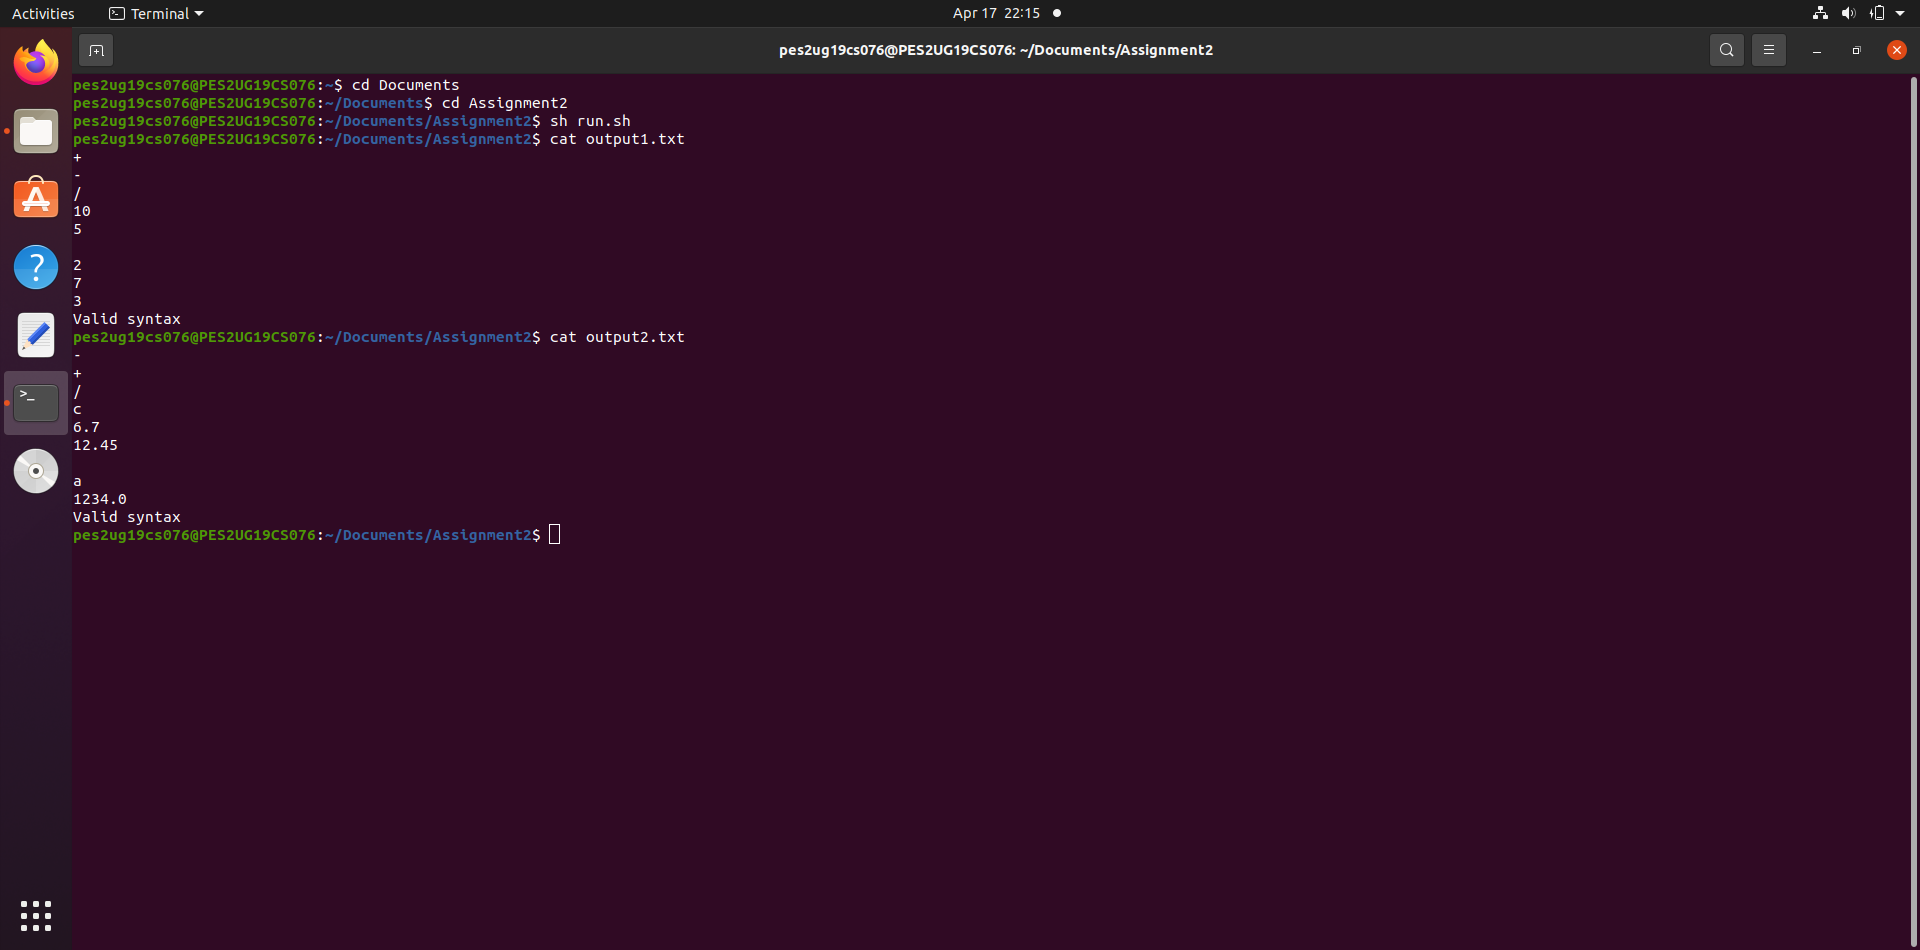 Activities
Terminal
Apr 17 22:15
pes2ug19cs076@PES2UG19CS076: ~/Documents/Assignment2
pes2ug19cs076@PES2UG19CS076:~$ cd Documents
pes2ug19cs076@PES2UG19CS076:~/Documents$ cd Assignment2
pes2ug19cs076@PES2UG19CS076:~/Documents/Assignment2$ sh run.sh
pes2ug19cs076@PES2UG19CS076:~/Documents/Assignment2$ cat output1.txt
+
-
/
10
5
2
7
3
Valid syntax
pes2ug19cs076@PES2UG19CS076:~/Documents/Assignment2$ cat output2.txt
-
+
/
c
6.7
12.45
a
1234.0
Valid syntax
pes2ug19cs076@PES2UG19CS076:~/Documents/Assignment2$